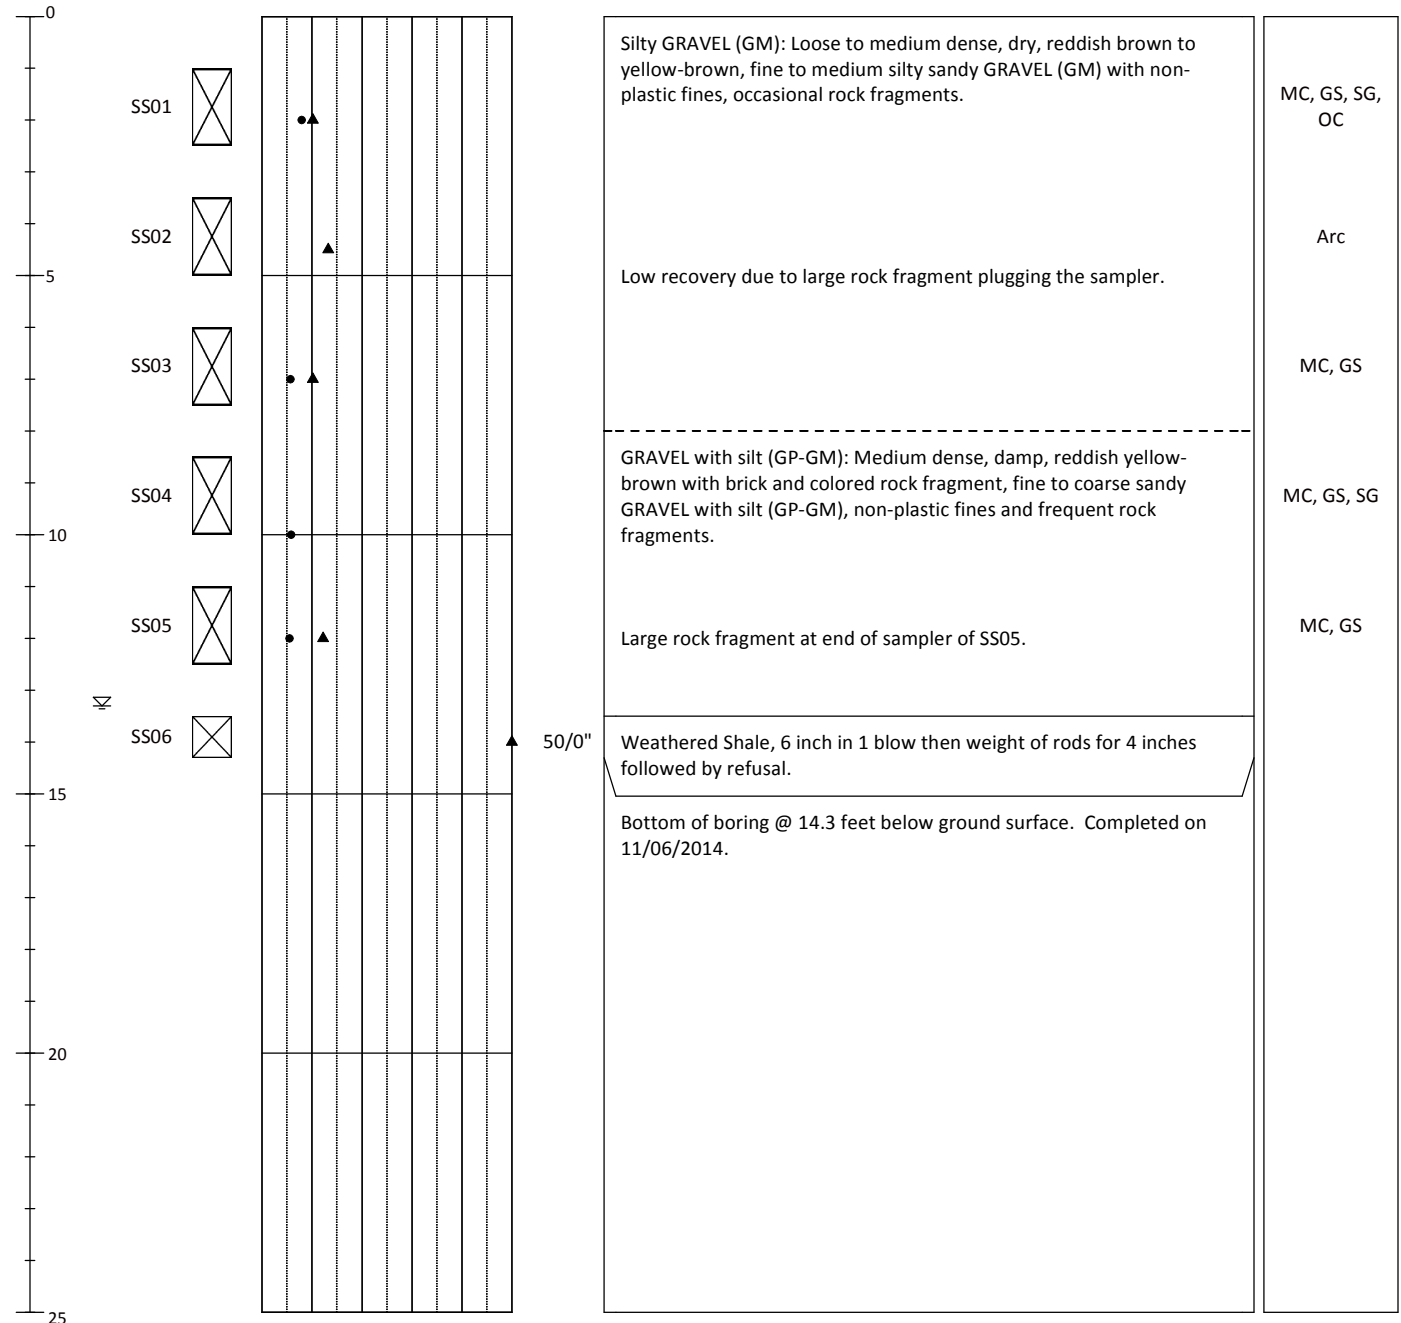 0
Silty GRAVEL (GM): Loose to medium dense, dry, reddish brown to
yellow-brown, fine to medium silty sandy GRAVEL (GM) with non-
plastic fines, occasional rock fragments.
SS01
MC, GS, SG,
OC
SS02
Arc
5
Low recovery due to large rock fragment plugging the sampler.
SS03
MC, GS
GRAVEL with silt (GP-GM): Medium dense, damp, reddish yellow-
brown with brick and colored rock fragment, fine to coarse sandy
GRAVEL with silt (GP-GM), non-plastic fines and frequent rock
fragments.
SS04
MC, GS, SG
10
SS05
MC, GS
Large rock fragment at end of sampler of SS05.
SS06
50/0"
Weathered Shale, 6 inch in 1 blow then weight of rods for 4 inches
followed by refusal.
15
Bottom of boring @ 14.3 feet below ground surface.  Completed on
11/06/2014.
20
25